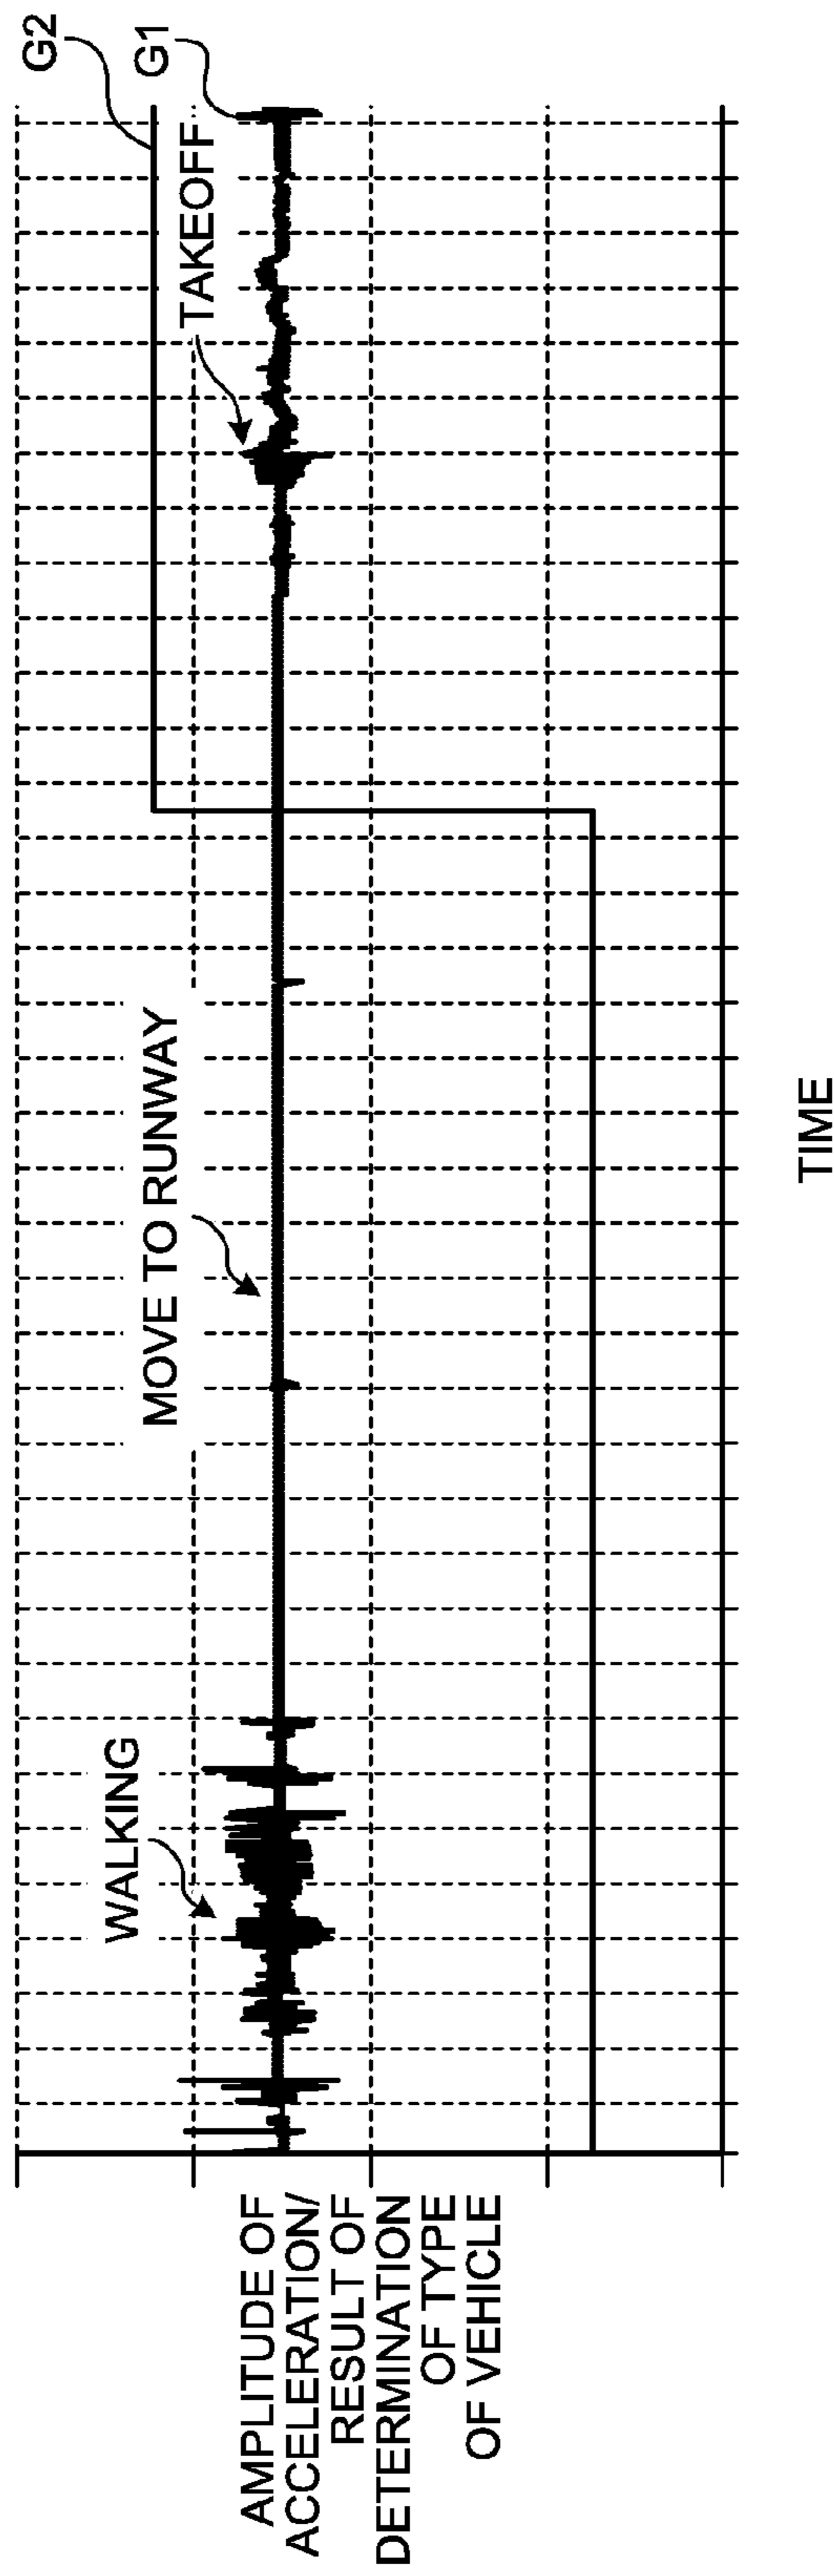 G2
G1
TAKEOFF
MOVE TO RUNWAY
WALKING
AMPLITUDE OF
ACCELERATION/
RESULT OF
DETERMINATION
OF TYPE
OF VEHICLE
TIME